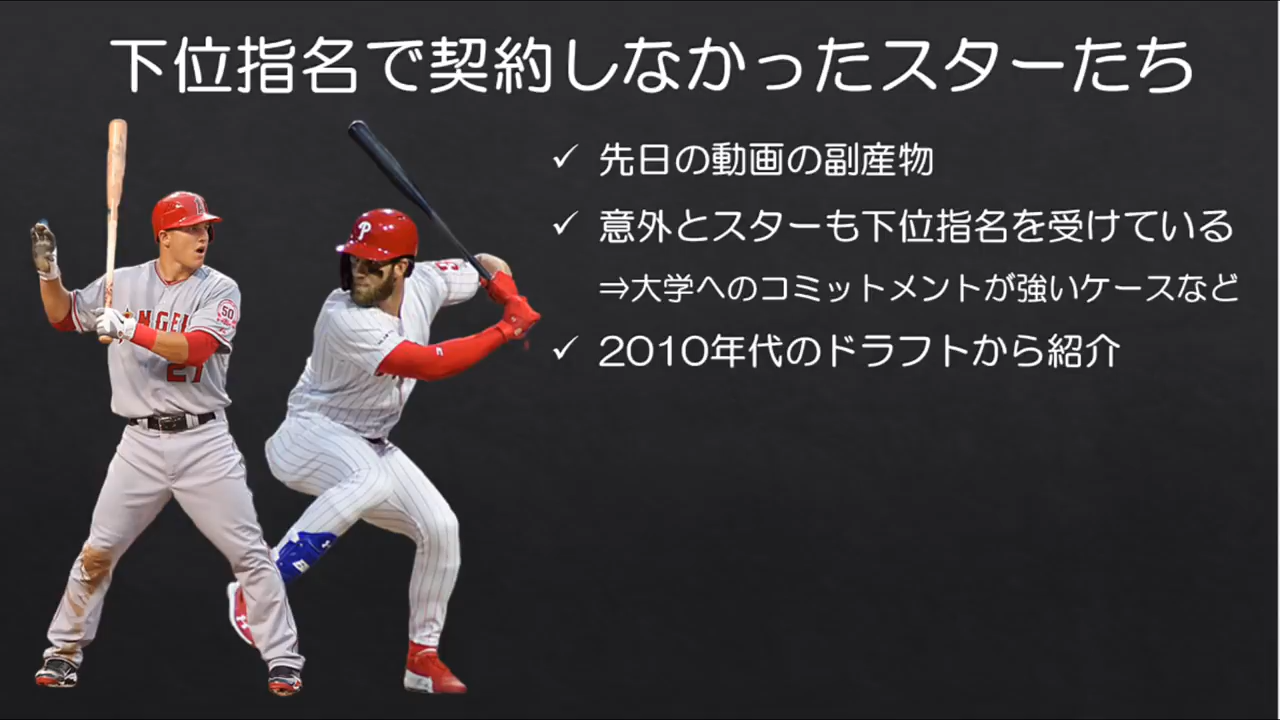 下位指名で契約しなかったスターたち
✓ 先日の動画の副産物
✓ 意外とスターも下位指名を受けている
⇒大学へのコミットメントが強いケースなど
✓ 2010年代のドラフトから紹介
A
P
50
ANGEL
27